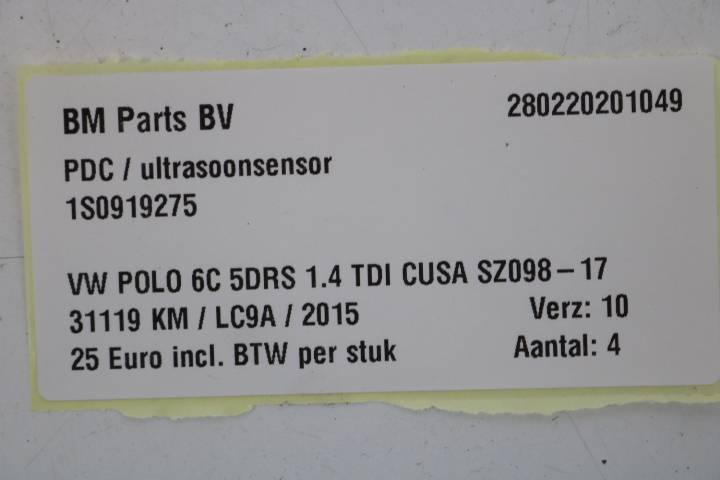 BM Parts BV 280220201049
PDC / ultrasoonsensor
1S0919275
VW POLO 6C 5DRS 1.4 TDI CUSA SZ098-17
31119 KM / LC9A / 2015 Verz: 10
25 Euro incl. BTW per stuk Aantal: 4